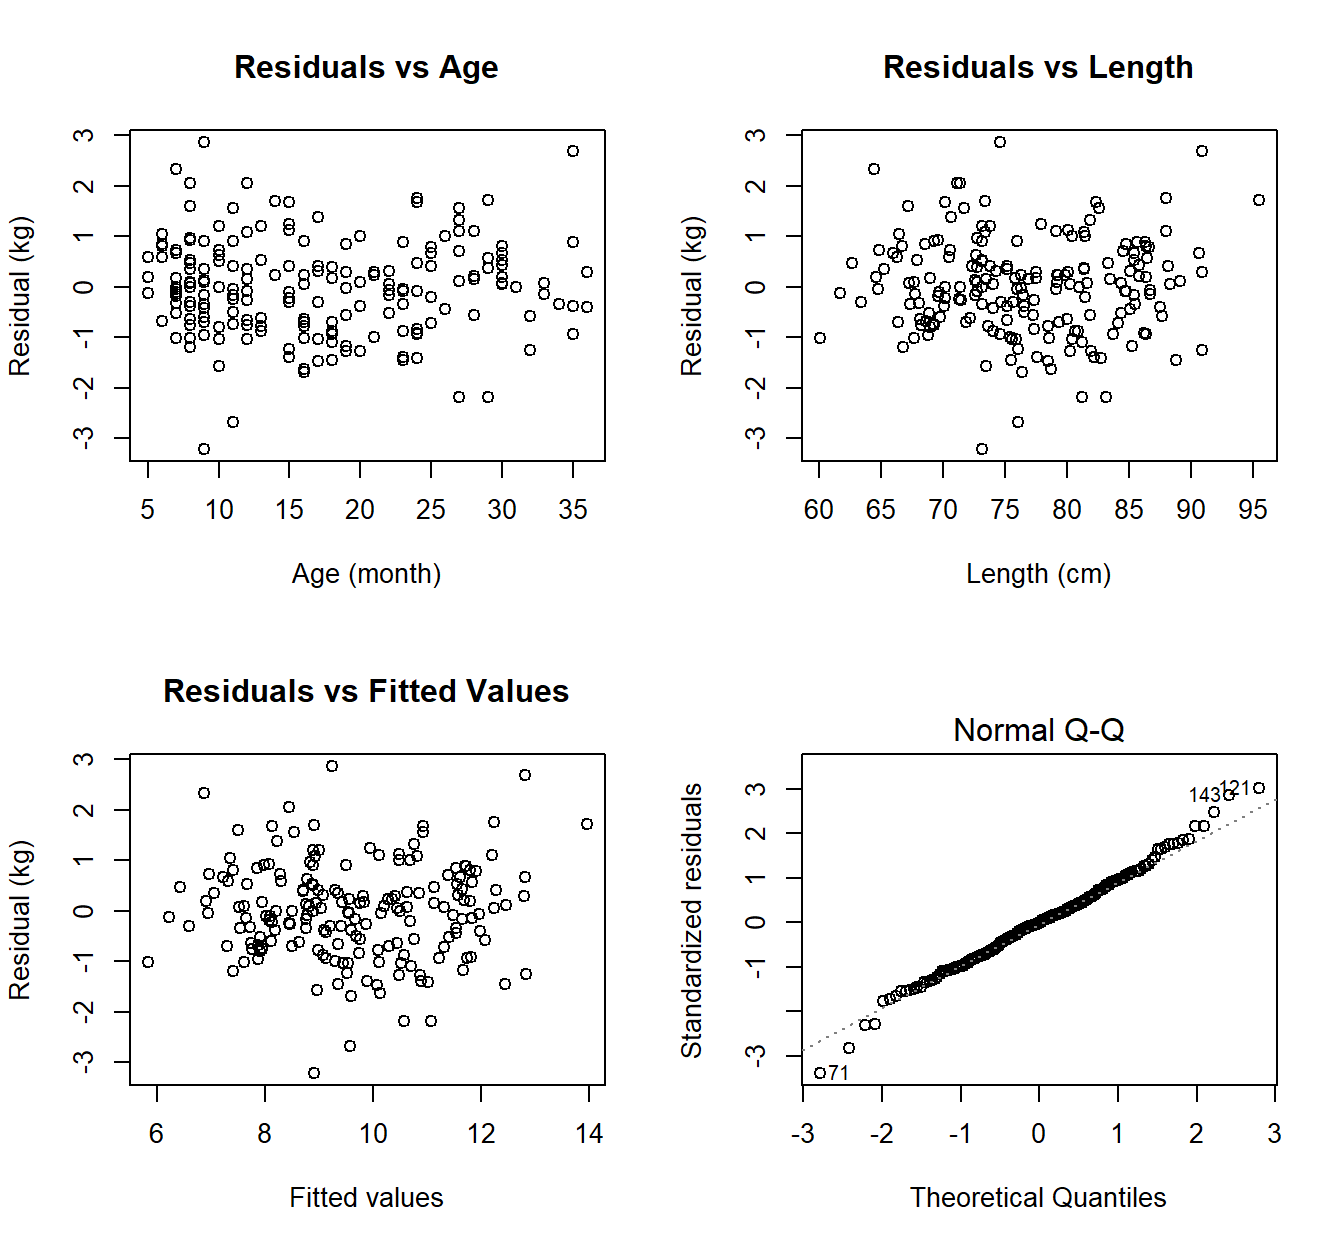 Residuals vs Age
Residual (kg)
3
2
1
0
-1
-2
-3
5 10 15 20 25 30 35
Age (month)
Residuals vs Length
Residual (kg)
3
2
1
0
-1
-2
-3
60 65 70 75 80 85 90 95
Length (cm)
Residuals vs Fitted Values
Residual (kg)
3
2
1
0
-1
-2
-3
6 8 10 12 14
Fitted values
Normal Q-Q
Standardized residuals
3
2
1
0
-1
-3
143 121
71
-3 -2 -1 0 1 2 3
Theoretical Quantiles